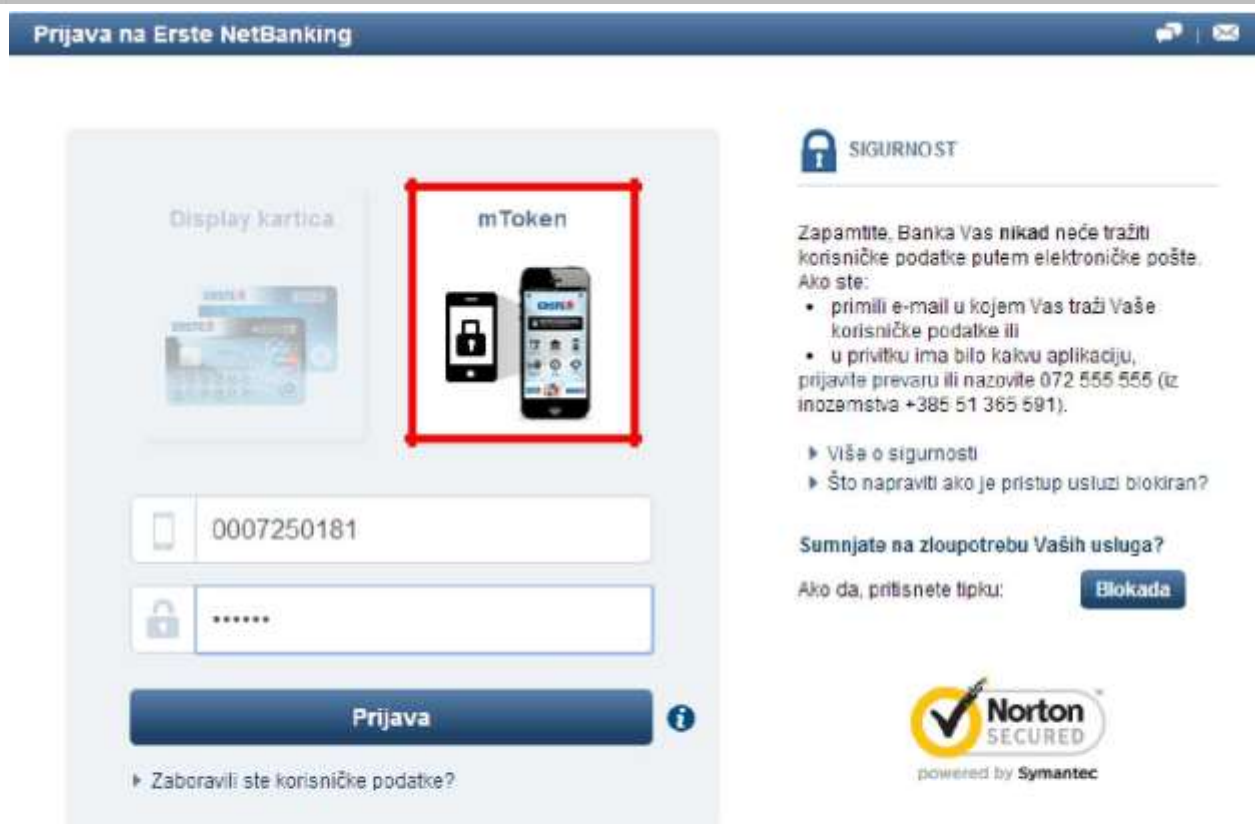 Prijava na Erste NetBanking
Display kartica
mToken
ERSTE
0007250181
••••••
Prijava
Zaboravili ste korisničke podatke?
SIGURNOST
Zapamtite, Banka Vas nikad neće tražiti
korisničke podatke putem elektroničke pošte.
Ako ste:
• primili e-mail u kojem Vas traži Vaše
korisničke podatke ili
• u privitku ima bilo kakvu aplikaciju,
prijavite prevaru ili nazovite 072 555 555 (iz
inozemstva +385 51 365 591).
Više o sigurnosti
Što napraviti ako je pristup usluzi blokiran?
Sumnjate na zloupotrebu Vaših usluga?
Ako da, pritisnete tipku:
Blokada
Norton
SECURED
powered by Symantec